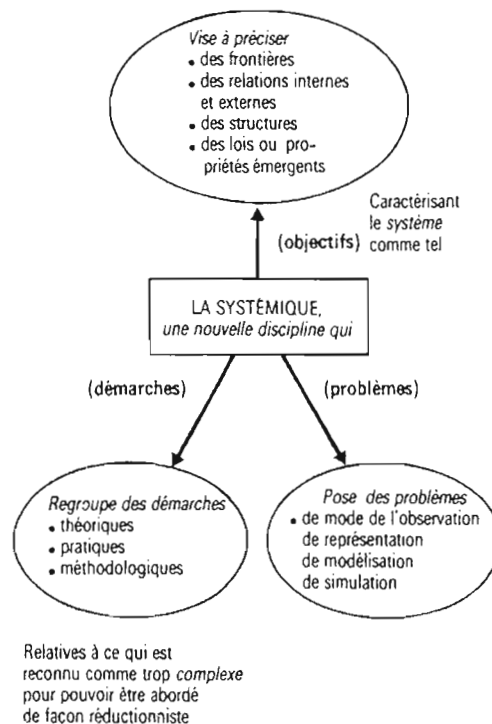 Vise à préciser
• des frontières
• des relations internes
et externes
• des structures
• des lois ou pro-
priétés émergents
Caractérisant
le système
comme tel
(objectifs)
LA SYSTÉMIQUE,
une nouvelle discipline qui
(démarches)
(problèmes)
Regroupe des démarches
• théoriques
• pratiques
• méthodologiques
Pose des problèmes
• de mode de l'observation
de représentation
de modélisation
de simulation
Relatives à ce qui est
reconnu comme trop complexe
pour pouvoir être abordé
de façon réductionniste